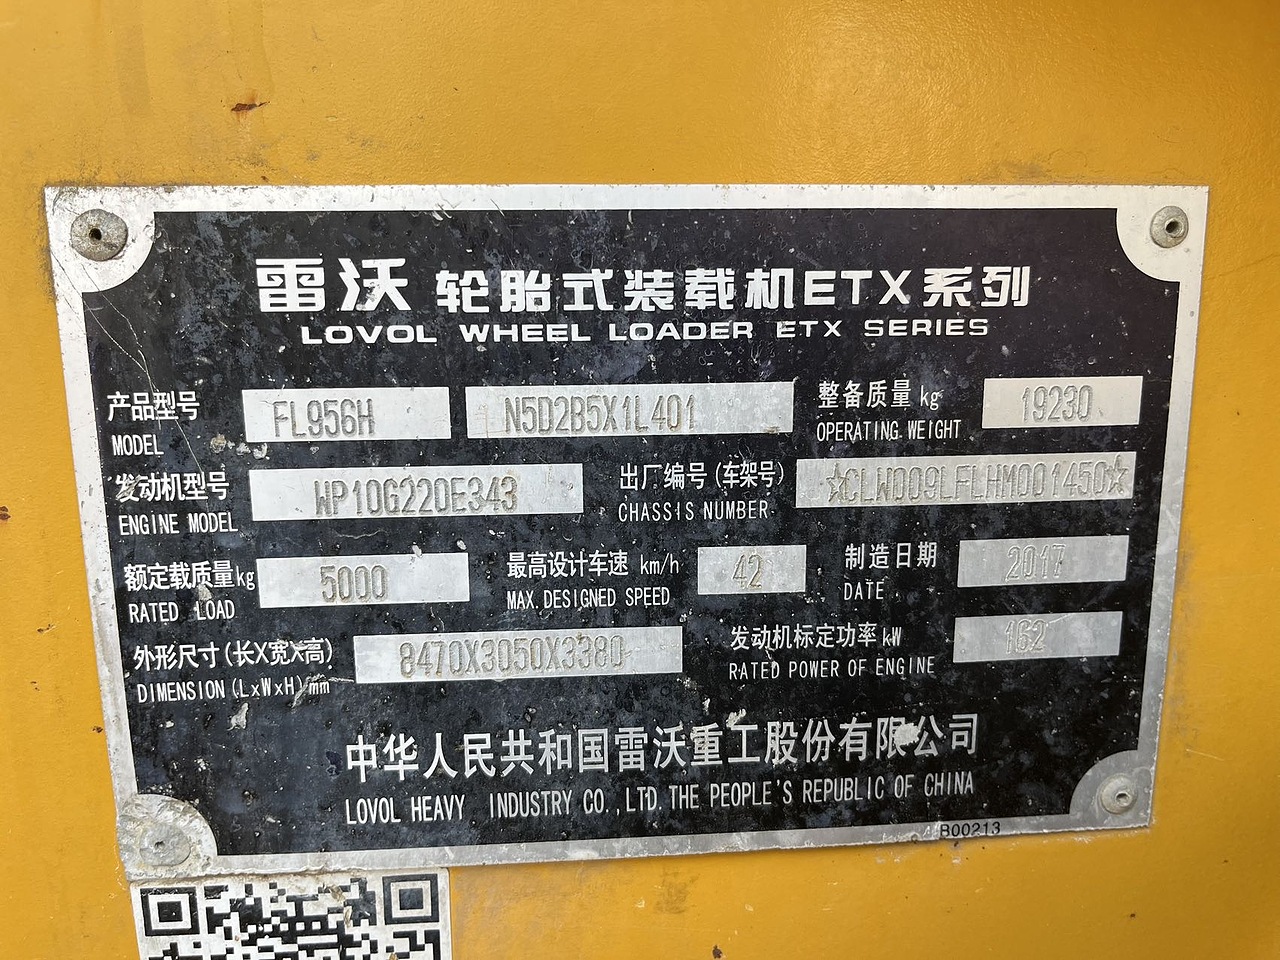 雷沃 轮胎式装载机ETX系列
LOVOL WHEEL LOADER ETX SERIES
产品型号 FL956H N5D2B5X1L401 整备质量 kg 19230
MODEL OPERATING WEIGHT
发动机型号 WP10G220E343 出厂编号(车架号) ☆CLW009LFLHM001450☆
ENGINE MODEL CHASSIS NUMBER
额定载质量kg 5000 最高设计车速 km/h 42 制造日期 2017
RATED LOAD MAX.DESIGNED SPEED DATE
外形尺寸(长X宽X高) 8470X3050X3380 发动机标定功率kW 162
DIMENSION(LxWxH)mm RATED POWER OF ENGINE
中华人民共和国雷沃重工股份有限公司
LOVOL HEAVY INDUSTRY CO.,LTD.THE PEOPLE'S REPUBLIC OF CHINA
B00213